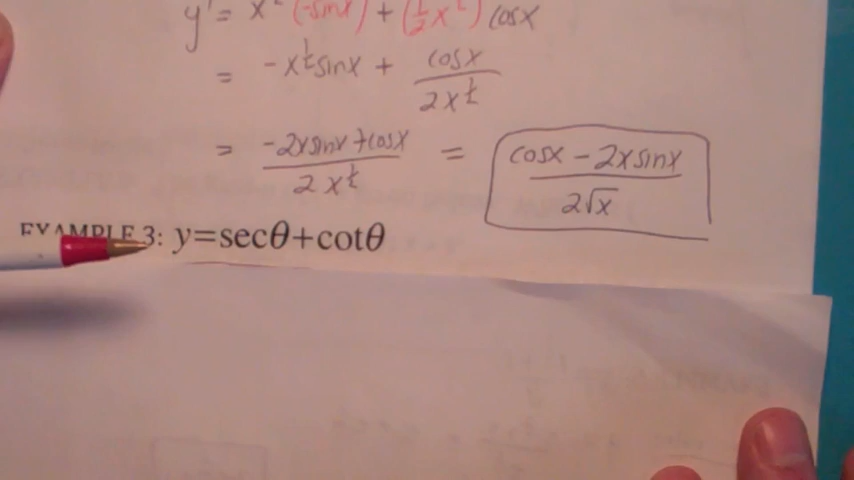 y' = x^½ (-sinx) + (½x^-½) cosx
= -x^½ sinx + cosx / 2x^½
= -2xsinx+cosx / 2x^½ = cosx - 2xsinx / 2√x
EXAMPLE 3: y=secθ+cotθ